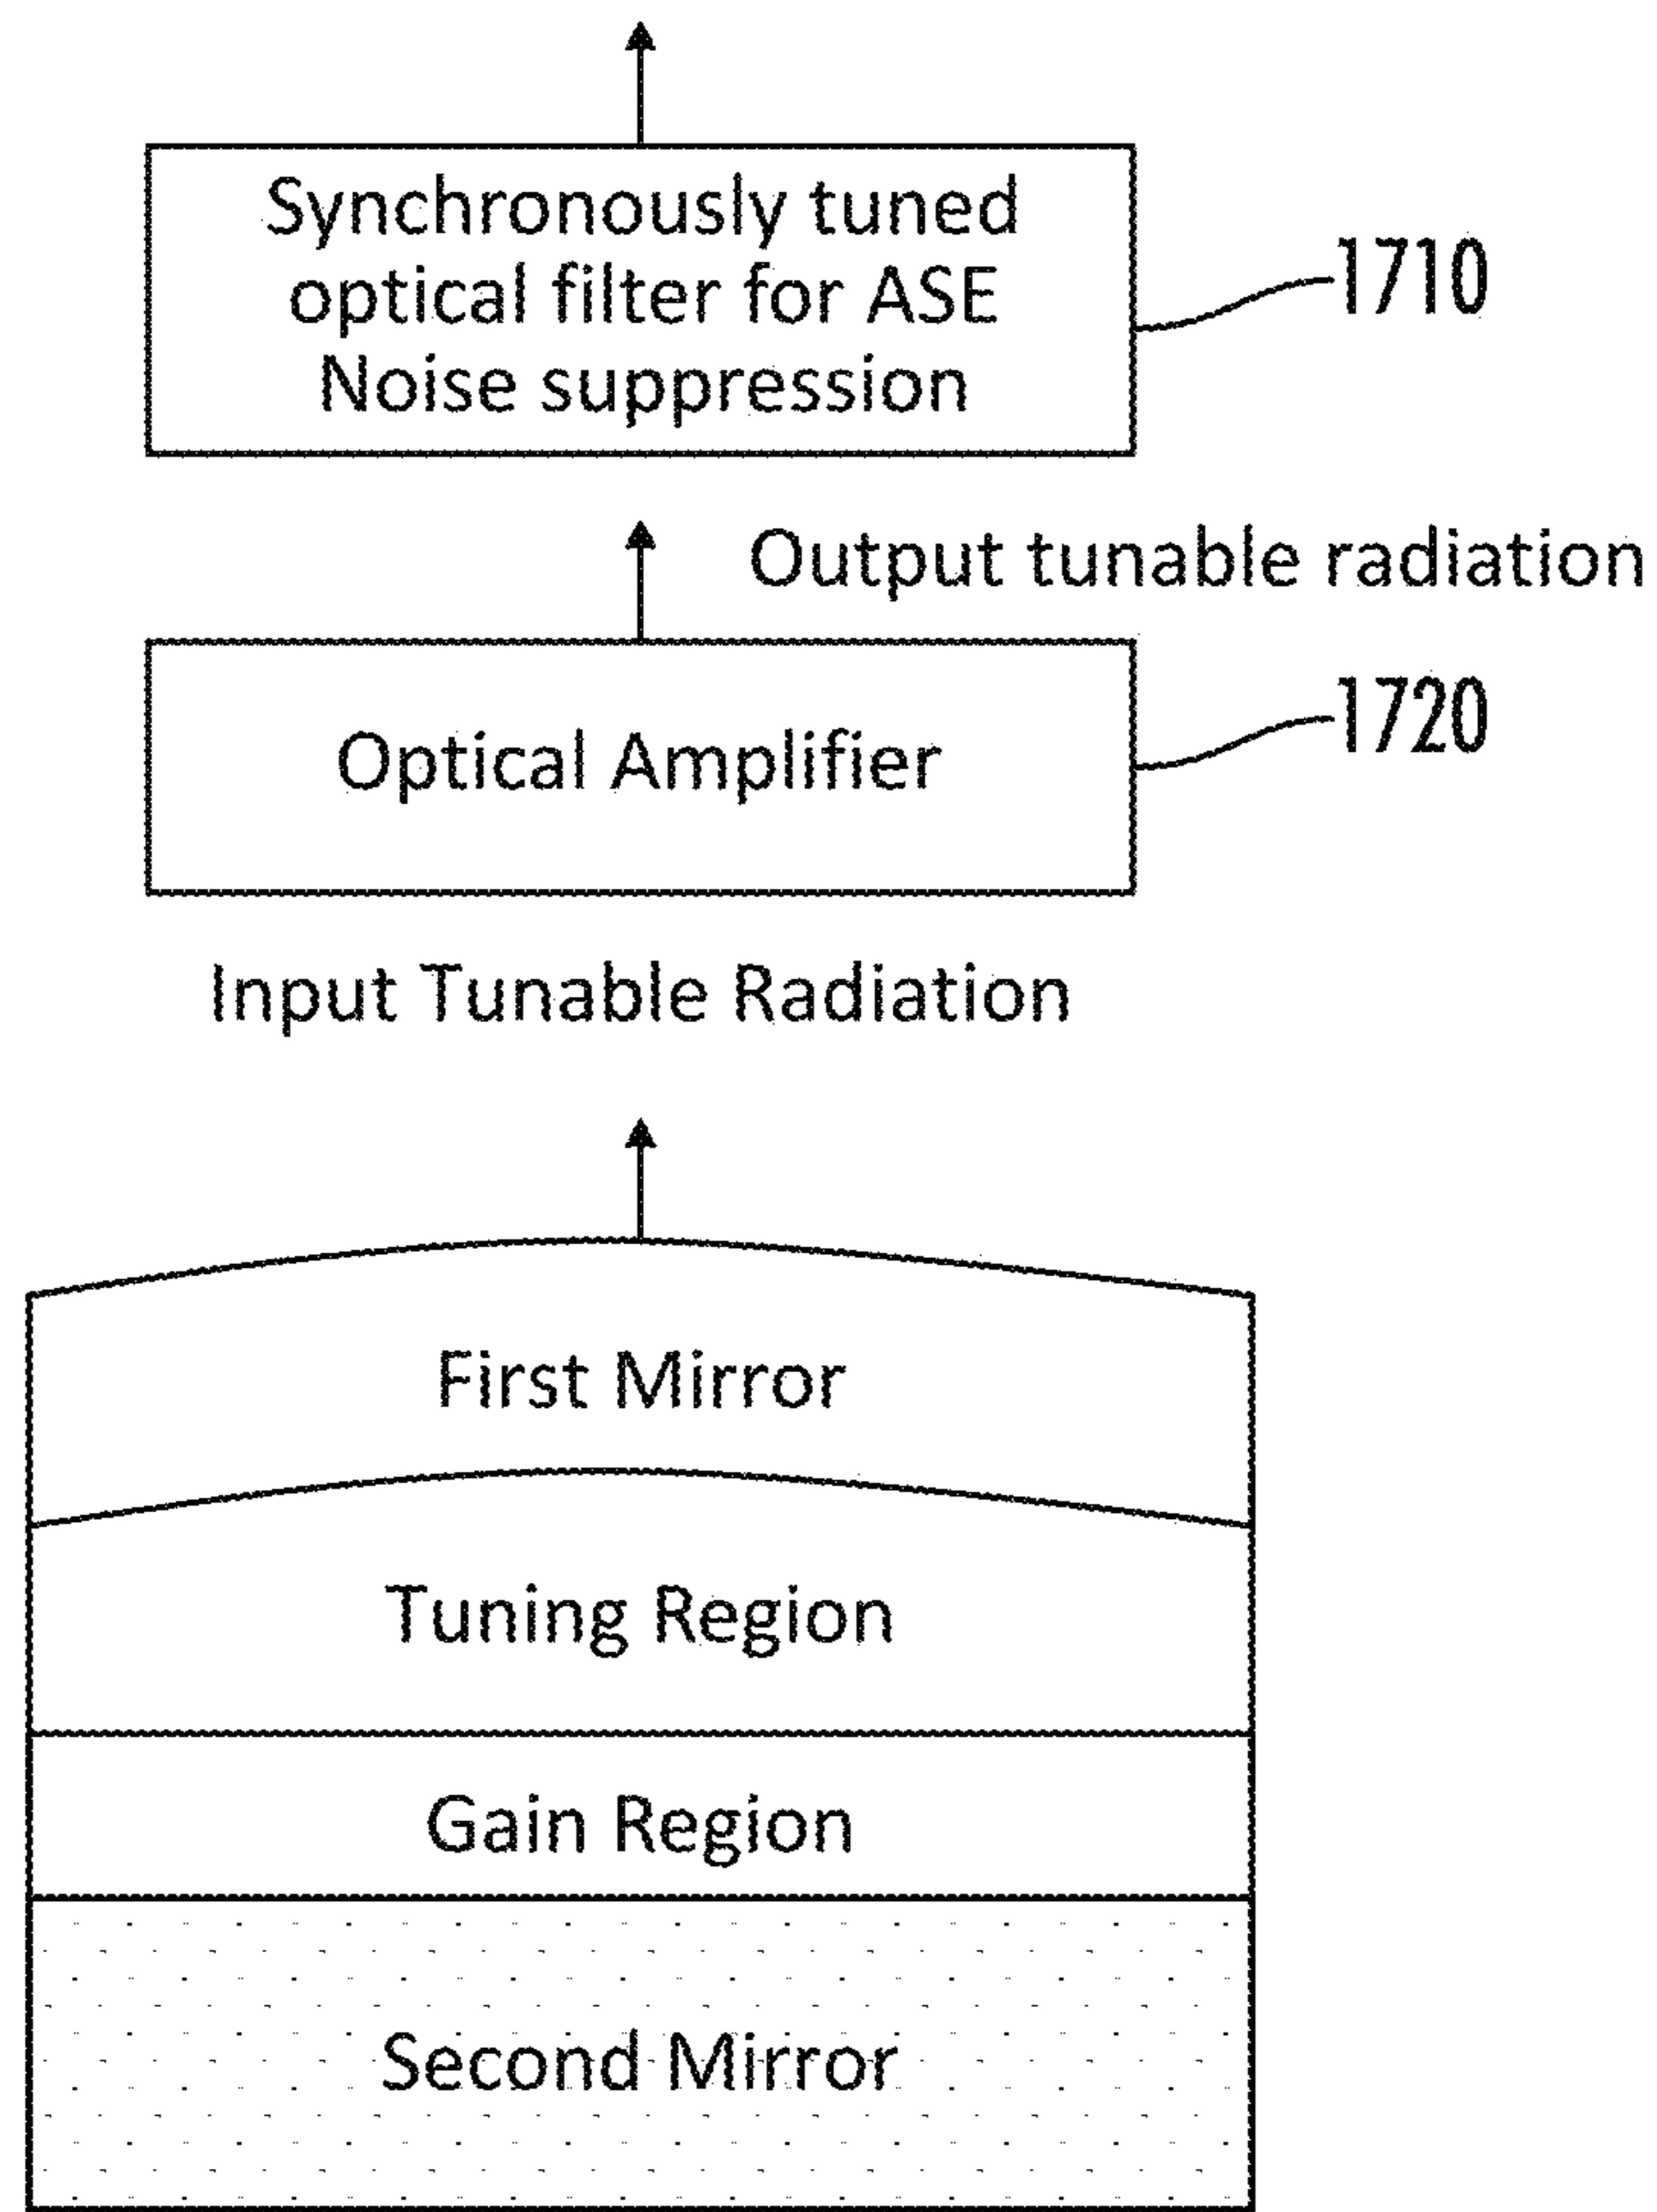 Synchronously tuned
optical filter for ASE
Noise suppression
1710
Output tunable radiation
Optical Amplifier
1720
Input Tunable Radiation
First Mirror
Tuning Region
Gain Region
Second Mirror